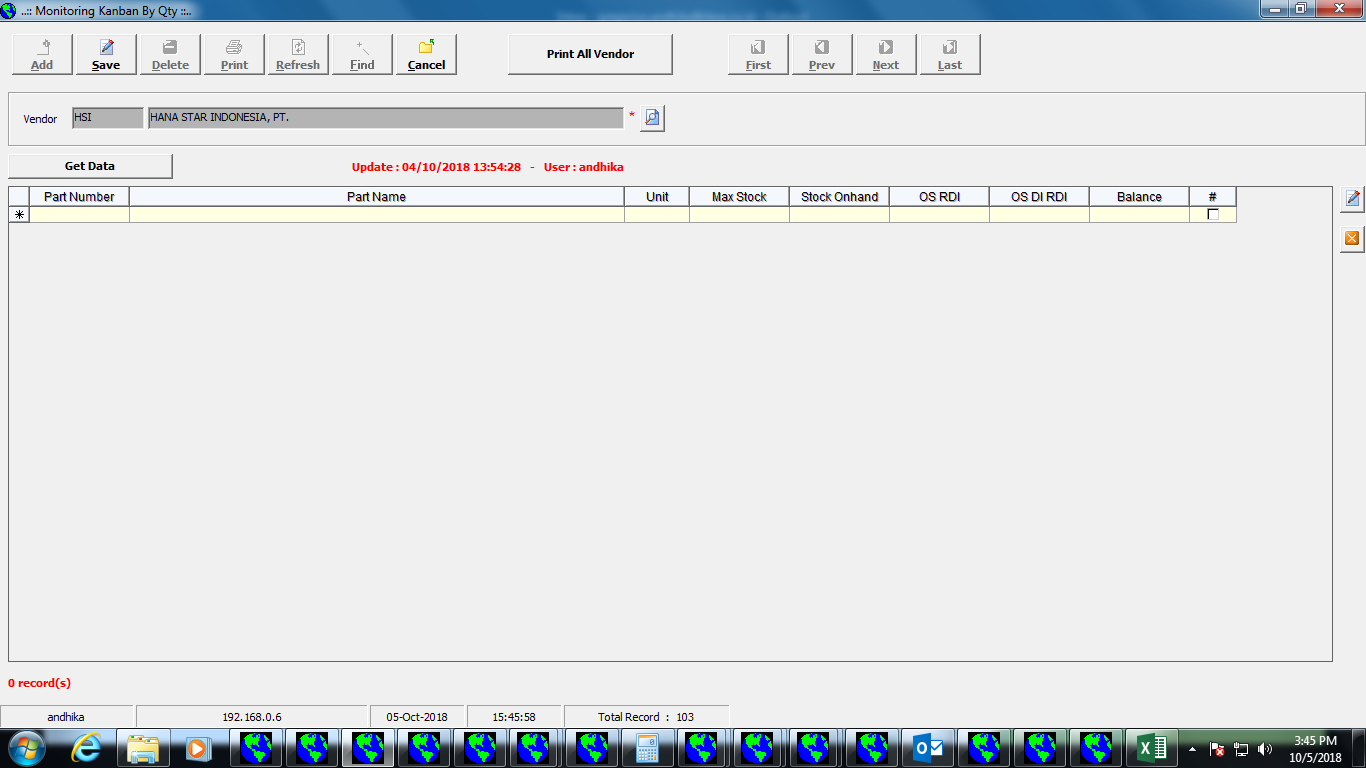 ..:: Monitoring Kanban By Qty ::..
Add Save Delete Print Refresh Find Cancel Print All Vendor First Prev Next Last
Vendor HSI HANA STAR INDONESIA, PT. *
Get Data Update : 04/10/2018 13:54:28 - User : andhika
Part Number Part Name Unit Max Stock Stock Onhand OS RDI OS DI RDI Balance #
0 record(s)
andhika 192.168.0.6 05-Oct-2018 15:45:58 Total Record : 103
3:45 PM
10/5/2018